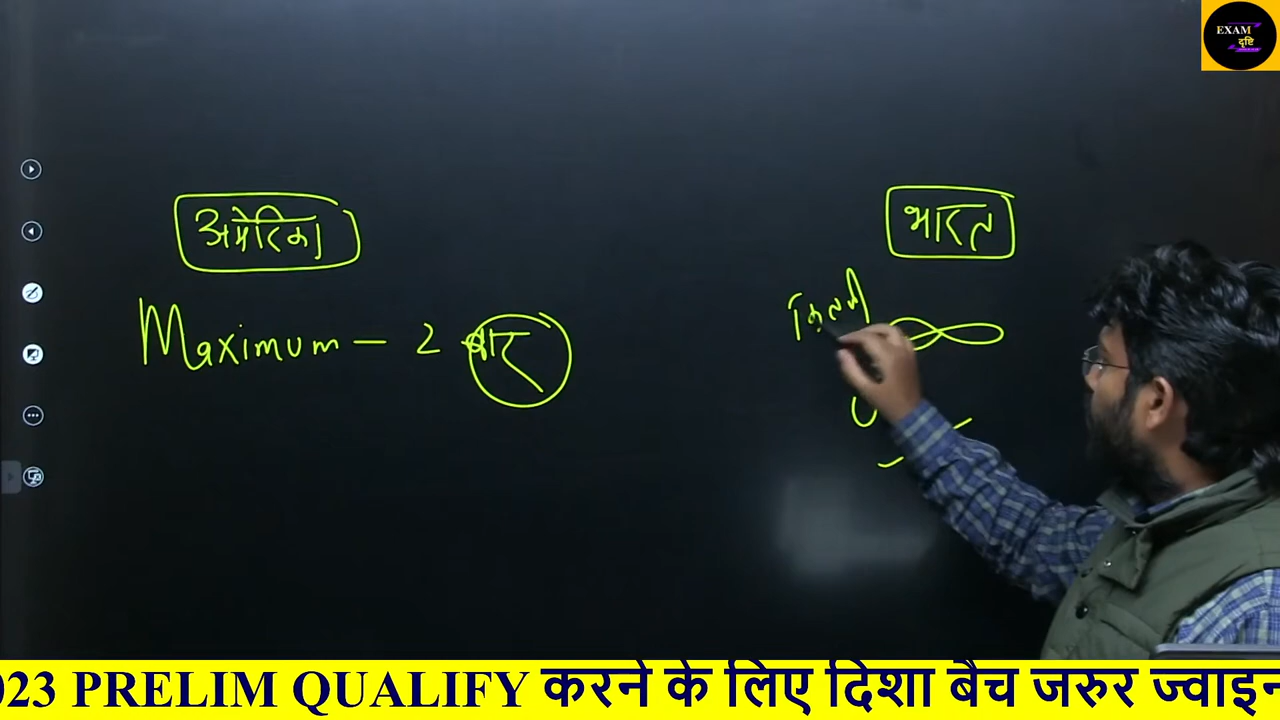 EXAM
दृष्टि
अमेरिका
भारत
Maximum - 2 बार
कितनी
023 PRELIM QUALIFY करने के लिए दिशा बैच जरुर ज्वाइन